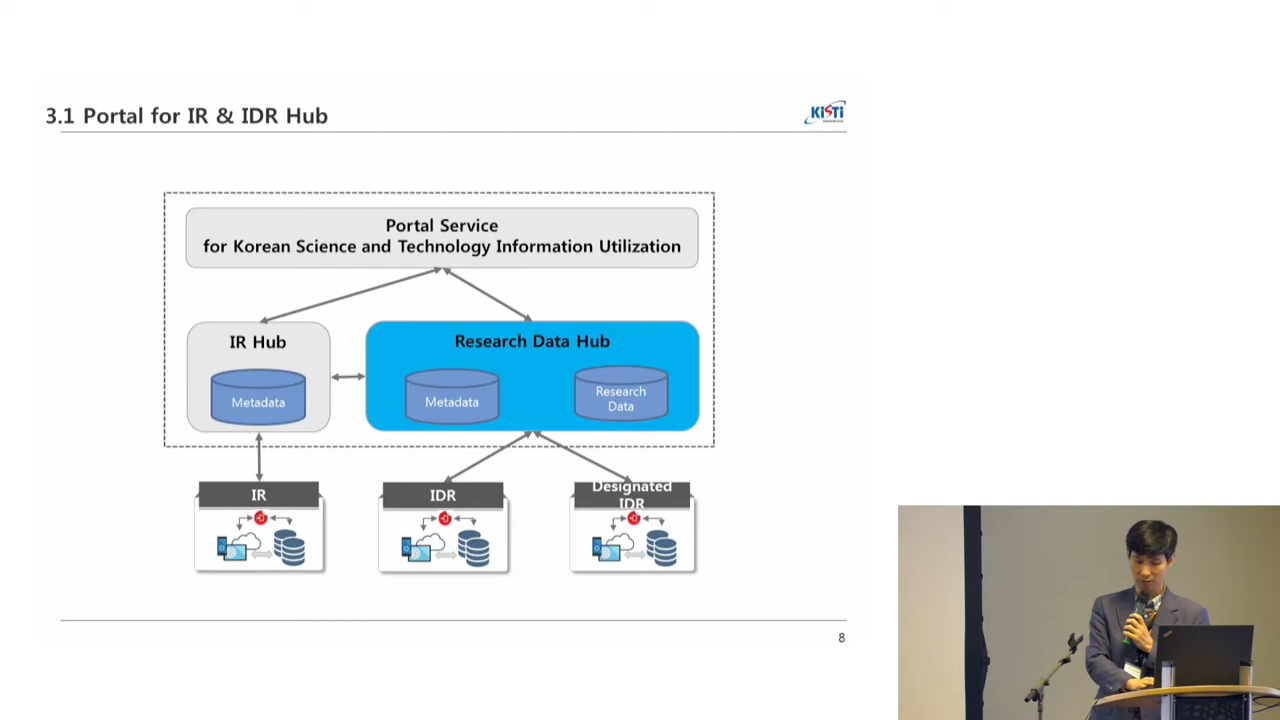 3.1 Portal for IR & IDR Hub
KiSTi
Portal Service
for Korean Science and Technology Information Utilization
IR Hub
Research Data Hub
Metadata
Metadata
Research
Data
IR
IDR
Designated
IDR
8